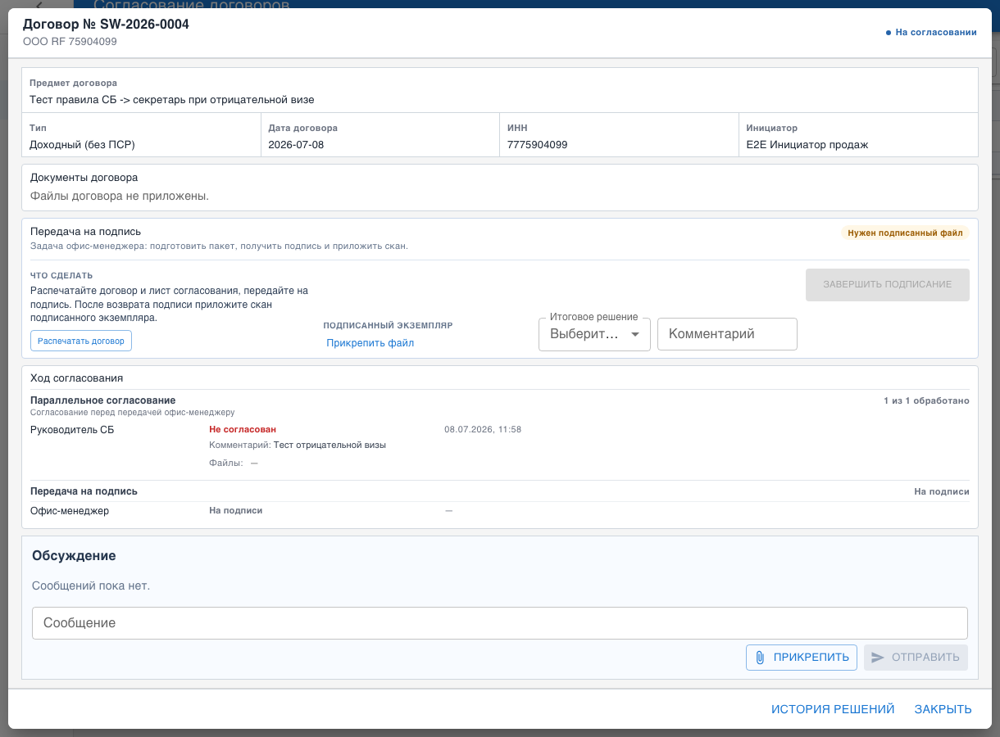 Согласование договоров
Договор № SW-2026-0004
ООО RF 75904099
На согласовании
Предмет договора
Тест правила СБ -> секретарь при отрицательной визе
Тип
Доходный (без ПСР)
Дата договора
2026-07-08
ИНН
7775904099
Инициатор
E2E Инициатор продаж
Документы договора
Файлы договора не приложены.
Передача на подпись
Задача офис-менеджера: подготовить пакет, получить подпись и приложить скан.
Нужен подписанный файл
ЧТО СДЕЛАТЬ
Распечатайте договор и лист согласования, передайте на
подпись. После возврата подписи приложите скан
подписанного экземпляра.
Распечатать договор
ПОДПИСАННЫЙ ЭКЗЕМПЛЯР
Прикрепить файл
Итоговое решение
Выберит...
Комментарий
ЗАВЕРШИТЬ ПОДПИСАНИЕ
Ход согласования
Параллельное согласование
1 из 1 обработано
Согласование перед передачей офис-менеджеру
Руководитель СБ
Не согласован
08.07.2026, 11:58
Комментарий: Тест отрицательной визы
Файлы: —
Передача на подпись
На подписи
Офис-менеджер
На подписи
—
Обсуждение
Сообщений пока нет.
Сообщение
ПРИКРЕПИТЬ
ОТПРАВИТЬ
ИСТОРИЯ РЕШЕНИЙ
ЗАКРЫТЬ